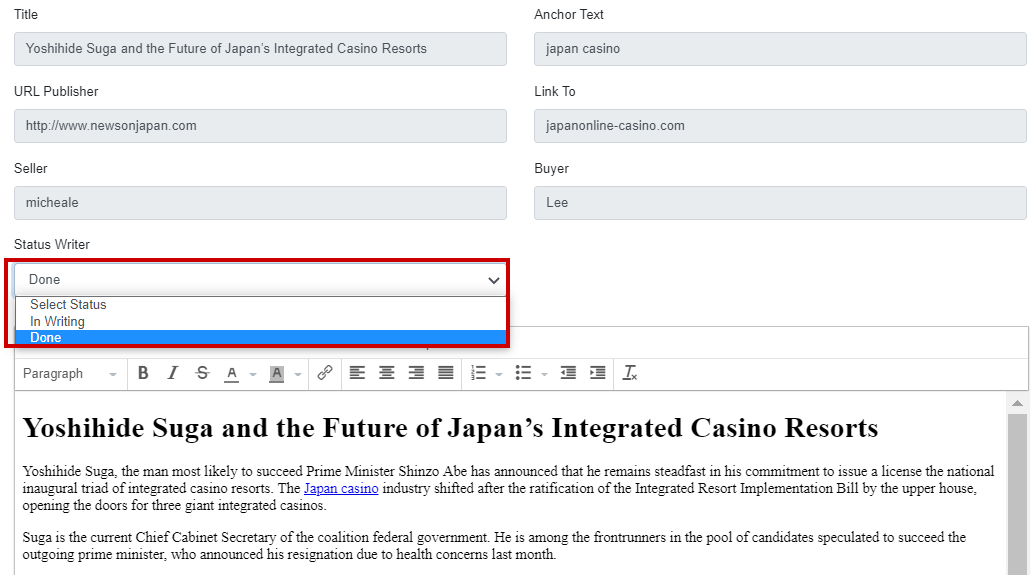 Title
Anchor Text
Yoshihide Suga and the Future of Japan’s Integrated Casino Resorts
japan casino
URL Publisher
Link To
http://www.newsonjapan.com
japanonline-casino.com
Seller
Buyer
micheale
Lee
Status Writer
Done
Select Status
In Writing
Done
Paragraph
Yoshihide Suga and the Future of Japan’s Integrated Casino Resorts
Yoshihide Suga, the man most likely to succeed Prime Minister Shinzo Abe has announced that he remains steadfast in his commitment to issue a license the national
inaugural triad of integrated casino resorts. The Japan casino industry shifted after the ratification of the Integrated Resort Implementation Bill by the upper house,
opening the doors for three giant integrated casinos.
Suga is the current Chief Cabinet Secretary of the coalition federal government. He is among the frontrunners in the pool of candidates speculated to succeed the
outgoing prime minister, who announced his resignation due to health concerns last month.